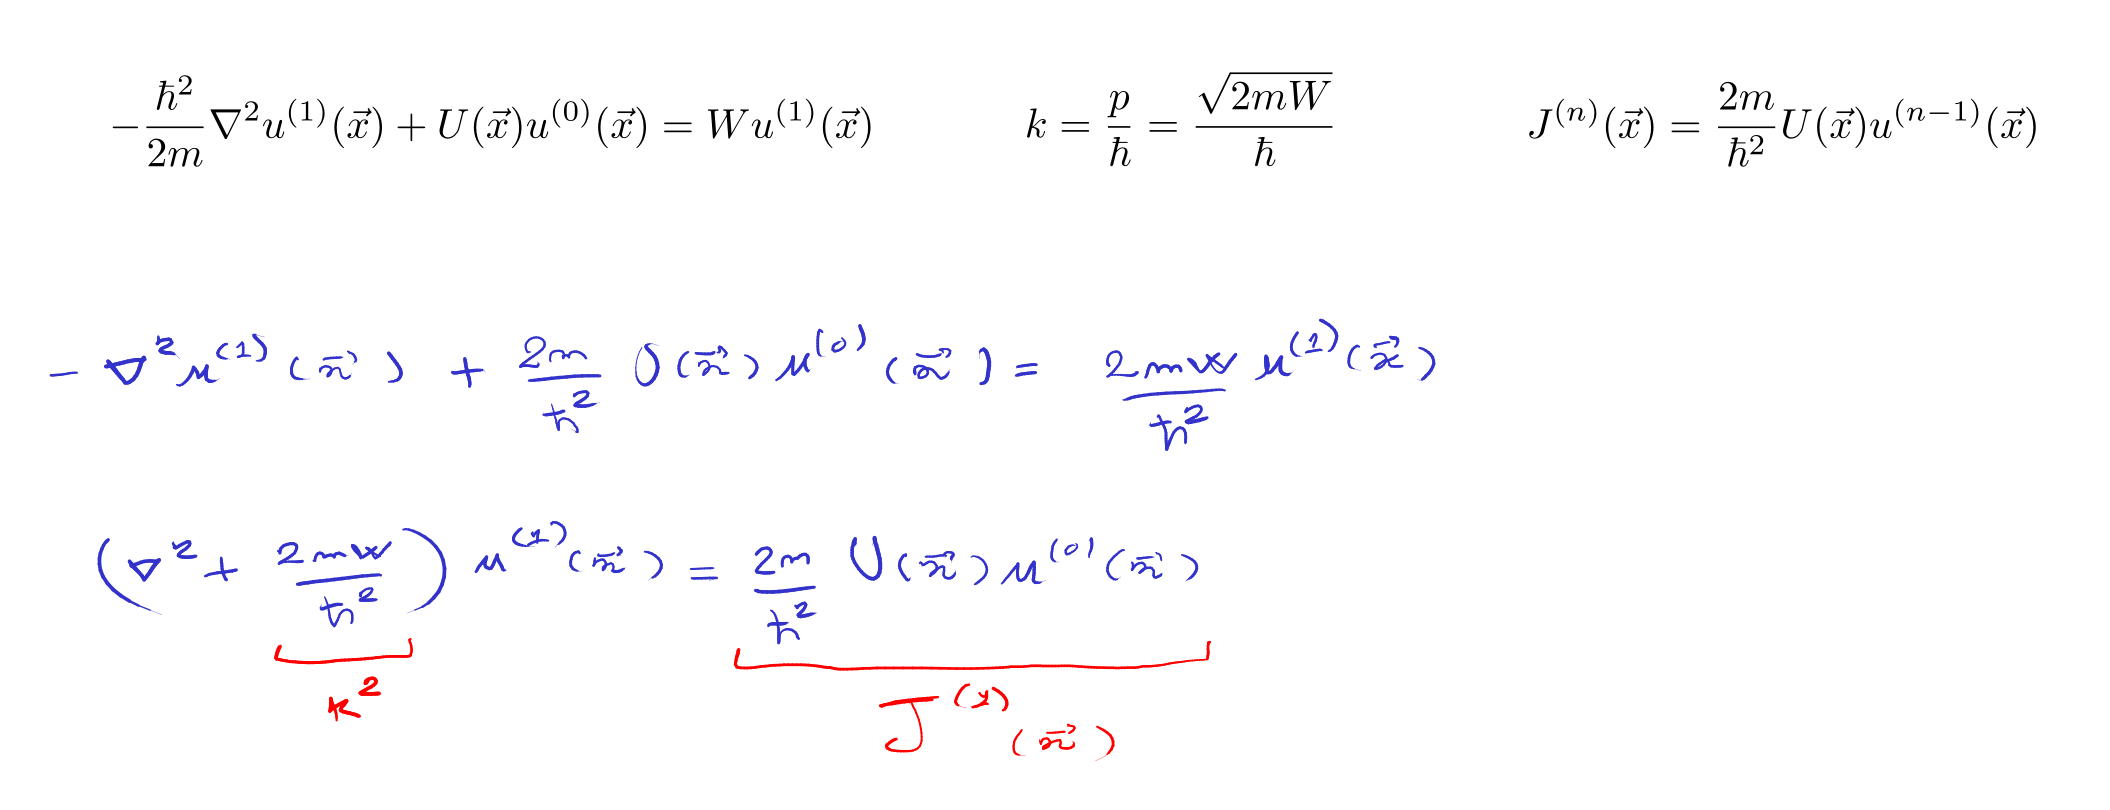 $-\frac{\hbar^2}{2m}\nabla^2 u^{(1)}(\vec{x}) + U(\vec{x})u^{(0)}(\vec{x}) = Wu^{(1)}(\vec{x})$ $k = \frac{p}{\hbar} = \frac{\sqrt{2mW}}{\hbar}$ $J^{(n)}(\vec{x}) = \frac{2m}{\hbar^2}U(\vec{x})u^{(n-1)}(\vec{x})$
$-\nabla^2 u^{(1)}(\vec{x}) + \frac{2m}{\hbar^2} U(\vec{x}) u^{(0)}(\vec{x}) = \frac{2mW}{\hbar^2} u^{(1)}(\vec{x})$
$\left(\nabla^2 + \frac{2mW}{\hbar^2}\right) u^{(1)}(\vec{x}) = \frac{2m}{\hbar^2} U(\vec{x}) u^{(0)}(\vec{x})$
$k^2$ $J^{(1)}(\vec{x})$